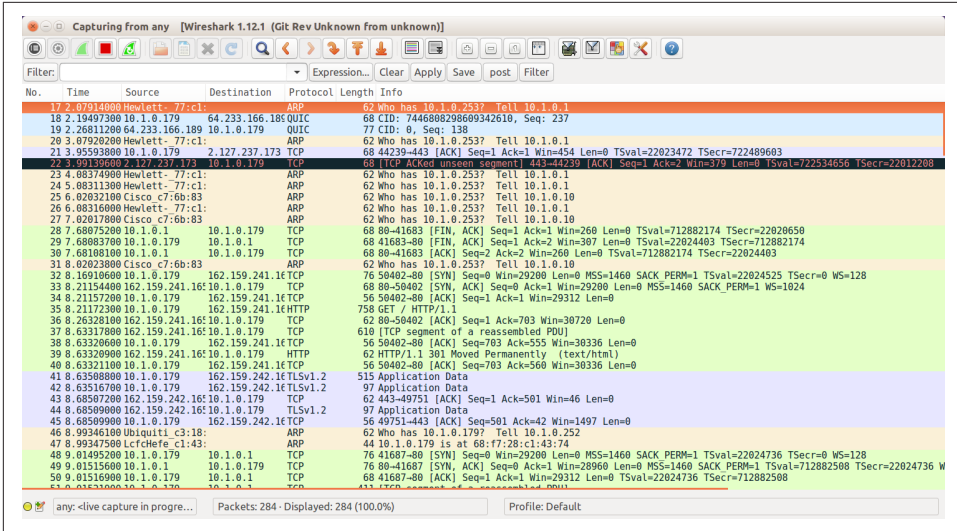 Capturing from any [Wireshark 1.12.1 (Git Rev Unknown from unknown)]
Filter: Expression... Clear Apply Save post Filter
No. Time Source Destination Protocol Length Info
17 2.07914000 Hewlett-_77:c1: ARP 62 Who has 10.1.0.253? Tell 10.1.0.1
18 2.19497300 10.1.0.179 64.233.166.189 QUIC 68 CID: 7446808298609342610, Seq: 237
19 2.26811200 64.233.166.189 10.1.0.179 QUIC 77 CID: 0, Seq: 138
20 3.07920200 Hewlett-_77:c1: ARP 62 Who has 10.1.0.253? Tell 10.1.0.1
21 3.95593800 10.1.0.179 2.127.237.173 TCP 68 44239→443 [ACK] Seq=1 Ack=1 Win=454 Len=0 TSval=22023472 TSecr=722489603
22 3.99139600 2.127.237.173 10.1.0.179 TCP 68 [TCP ACKed unseen segment] 443→44239 [ACK] Seq=1 Ack=2 Win=379 Len=0 TSval=722534656 TSecr=22012208
23 4.08374900 Hewlett-_77:c1: ARP 62 Who has 10.1.0.253? Tell 10.1.0.1
24 5.08311300 Hewlett-_77:c1: ARP 62 Who has 10.1.0.253? Tell 10.1.0.1
25 6.02032100 Cisco_c7:6b:83 ARP 62 Who has 10.1.0.253? Tell 10.1.0.10
26 6.08316000 Hewlett-_77:c1: ARP 62 Who has 10.1.0.253? Tell 10.1.0.1
27 7.02017800 Cisco_c7:6b:83 ARP 62 Who has 10.1.0.253? Tell 10.1.0.10
28 7.68075200 10.1.0.1 10.1.0.179 TCP 68 80→41683 [FIN, ACK] Seq=1 Ack=1 Win=260 Len=0 TSval=712882174 TSecr=22020650
29 7.68083700 10.1.0.179 10.1.0.1 TCP 68 41683→80 [FIN, ACK] Seq=1 Ack=2 Win=307 Len=0 TSval=22024403 TSecr=712882174
30 7.68108100 10.1.0.1 10.1.0.179 TCP 68 80→41683 [ACK] Seq=2 Ack=2 Win=260 Len=0 TSval=712882174 TSecr=22024403
31 8.02023800 Cisco_c7:6b:83 ARP 62 Who has 10.1.0.253? Tell 10.1.0.10
32 8.16910600 10.1.0.179 162.159.241.16 TCP 76 50402→80 [SYN] Seq=0 Win=29200 Len=0 MSS=1460 SACK_PERM=1 TSval=22024525 TSecr=0 WS=128
33 8.21154400 162.159.241.165 10.1.0.179 TCP 68 80→50402 [SYN, ACK] Seq=0 Ack=1 Win=29200 Len=0 MSS=1460 SACK_PERM=1 WS=1024
34 8.21157200 10.1.0.179 162.159.241.16 TCP 56 50402→80 [ACK] Seq=1 Ack=1 Win=29312 Len=0
35 8.21172300 10.1.0.179 162.159.241.16 HTTP 758 GET / HTTP/1.1
36 8.26328100 162.159.241.165 10.1.0.179 TCP 62 80→50402 [ACK] Seq=1 Ack=703 Win=30720 Len=0
37 8.63317800 162.159.241.165 10.1.0.179 TCP 610 [TCP segment of a reassembled PDU]
38 8.63320600 10.1.0.179 162.159.241.16 TCP 56 50402→80 [ACK] Seq=703 Ack=555 Win=30336 Len=0
39 8.63320900 162.159.241.165 10.1.0.179 HTTP 62 HTTP/1.1 301 Moved Permanently (text/html)
40 8.63321100 10.1.0.179 162.159.241.16 TCP 56 50402→80 [ACK] Seq=703 Ack=560 Win=30336 Len=0
41 8.63508800 10.1.0.179 162.159.242.16 TLSv1.2 515 Application Data
42 8.63516700 10.1.0.179 162.159.242.16 TLSv1.2 97 Application Data
43 8.68507200 162.159.242.165 10.1.0.179 TCP 62 443→49751 [ACK] Seq=1 Ack=501 Win=46 Len=0
44 8.68509000 162.159.242.165 10.1.0.179 TLSv1.2 97 Application Data
45 8.68509900 10.1.0.179 162.159.242.16 TCP 56 49751→443 [ACK] Seq=501 Ack=42 Win=1497 Len=0
46 8.99346100 Ubiquiti_c3:18: ARP 62 Who has 10.1.0.179? Tell 10.1.0.252
47 8.99347500 LcfcHefe_c1:43: ARP 44 10.1.0.179 is at 68:f7:28:c1:43:74
48 9.01495200 10.1.0.179 10.1.0.1 TCP 76 41687→80 [SYN] Seq=0 Win=29200 Len=0 MSS=1460 SACK_PERM=1 TSval=22024736 TSecr=0 WS=128
49 9.01515600 10.1.0.1 10.1.0.179 TCP 76 80→41687 [SYN, ACK] Seq=0 Ack=1 Win=28960 Len=0 MSS=1460 SACK_PERM=1 TSval=712882508 TSecr=22024736 W
50 9.01516900 10.1.0.179 10.1.0.1 TCP 68 41687→80 [ACK] Seq=1 Ack=1 Win=29312 Len=0 TSval=22024736 TSecr=712882508
any: <live capture in progre... Packets: 284 · Displayed: 284 (100.0%) Profile: Default